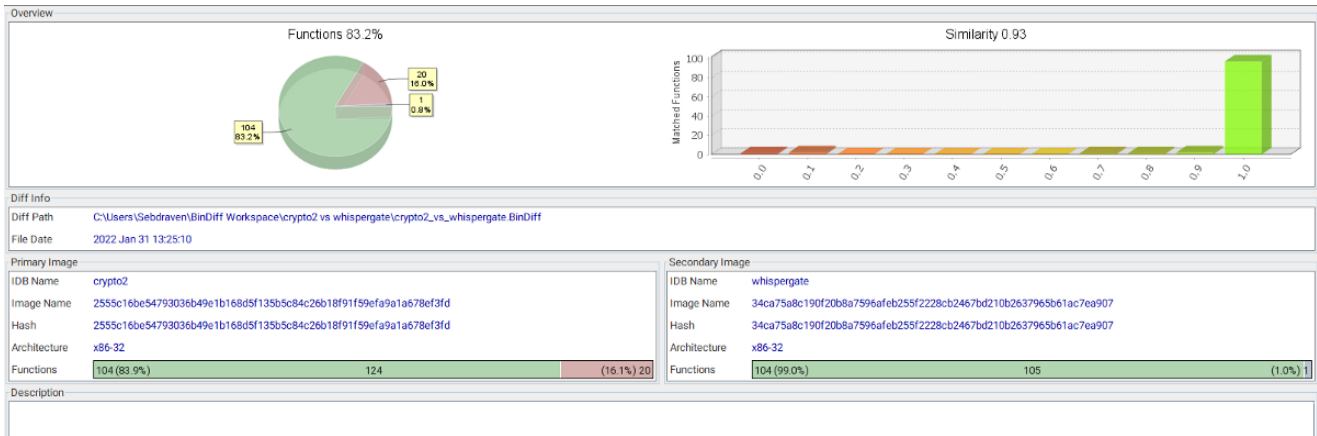 Overview
Functions 83.2%
20
16.0%
1
0.8%
104
83.2%
Similarity 0.93
Matched Functions
100
80
60
40
20
0
0.0 0.1 0.2 0.3 0.4 0.5 0.6 0.7 0.8 0.9 1.0
Diff Info
Diff Path C:\Users\Sebdraven\BinDiff Workspace\crypto2 vs whispergate\crypto2_vs_whispergate.BinDiff
File Date 2022 Jan 31 13:25:10
Primary Image
IDB Name crypto2
Image Name 2555c16be54793036b49e1b168d5f135b5c84c26b18f91f59efa9a1a678ef3fd
Hash 2555c16be54793036b49e1b168d5f135b5c84c26b18f91f59efa9a1a678ef3fd
Architecture x86-32
Functions 104 (83.9%) 124 (16.1%) 20
Secondary Image
IDB Name whispergate
Image Name 34ca75a8c190f20b8a7596afeb255f2228cb2467bd210b2637965b61ac7ea907
Hash 34ca75a8c190f20b8a7596afeb255f2228cb2467bd210b2637965b61ac7ea907
Architecture x86-32
Functions 104 (99.0%) 105 (1.0%) 1
Description